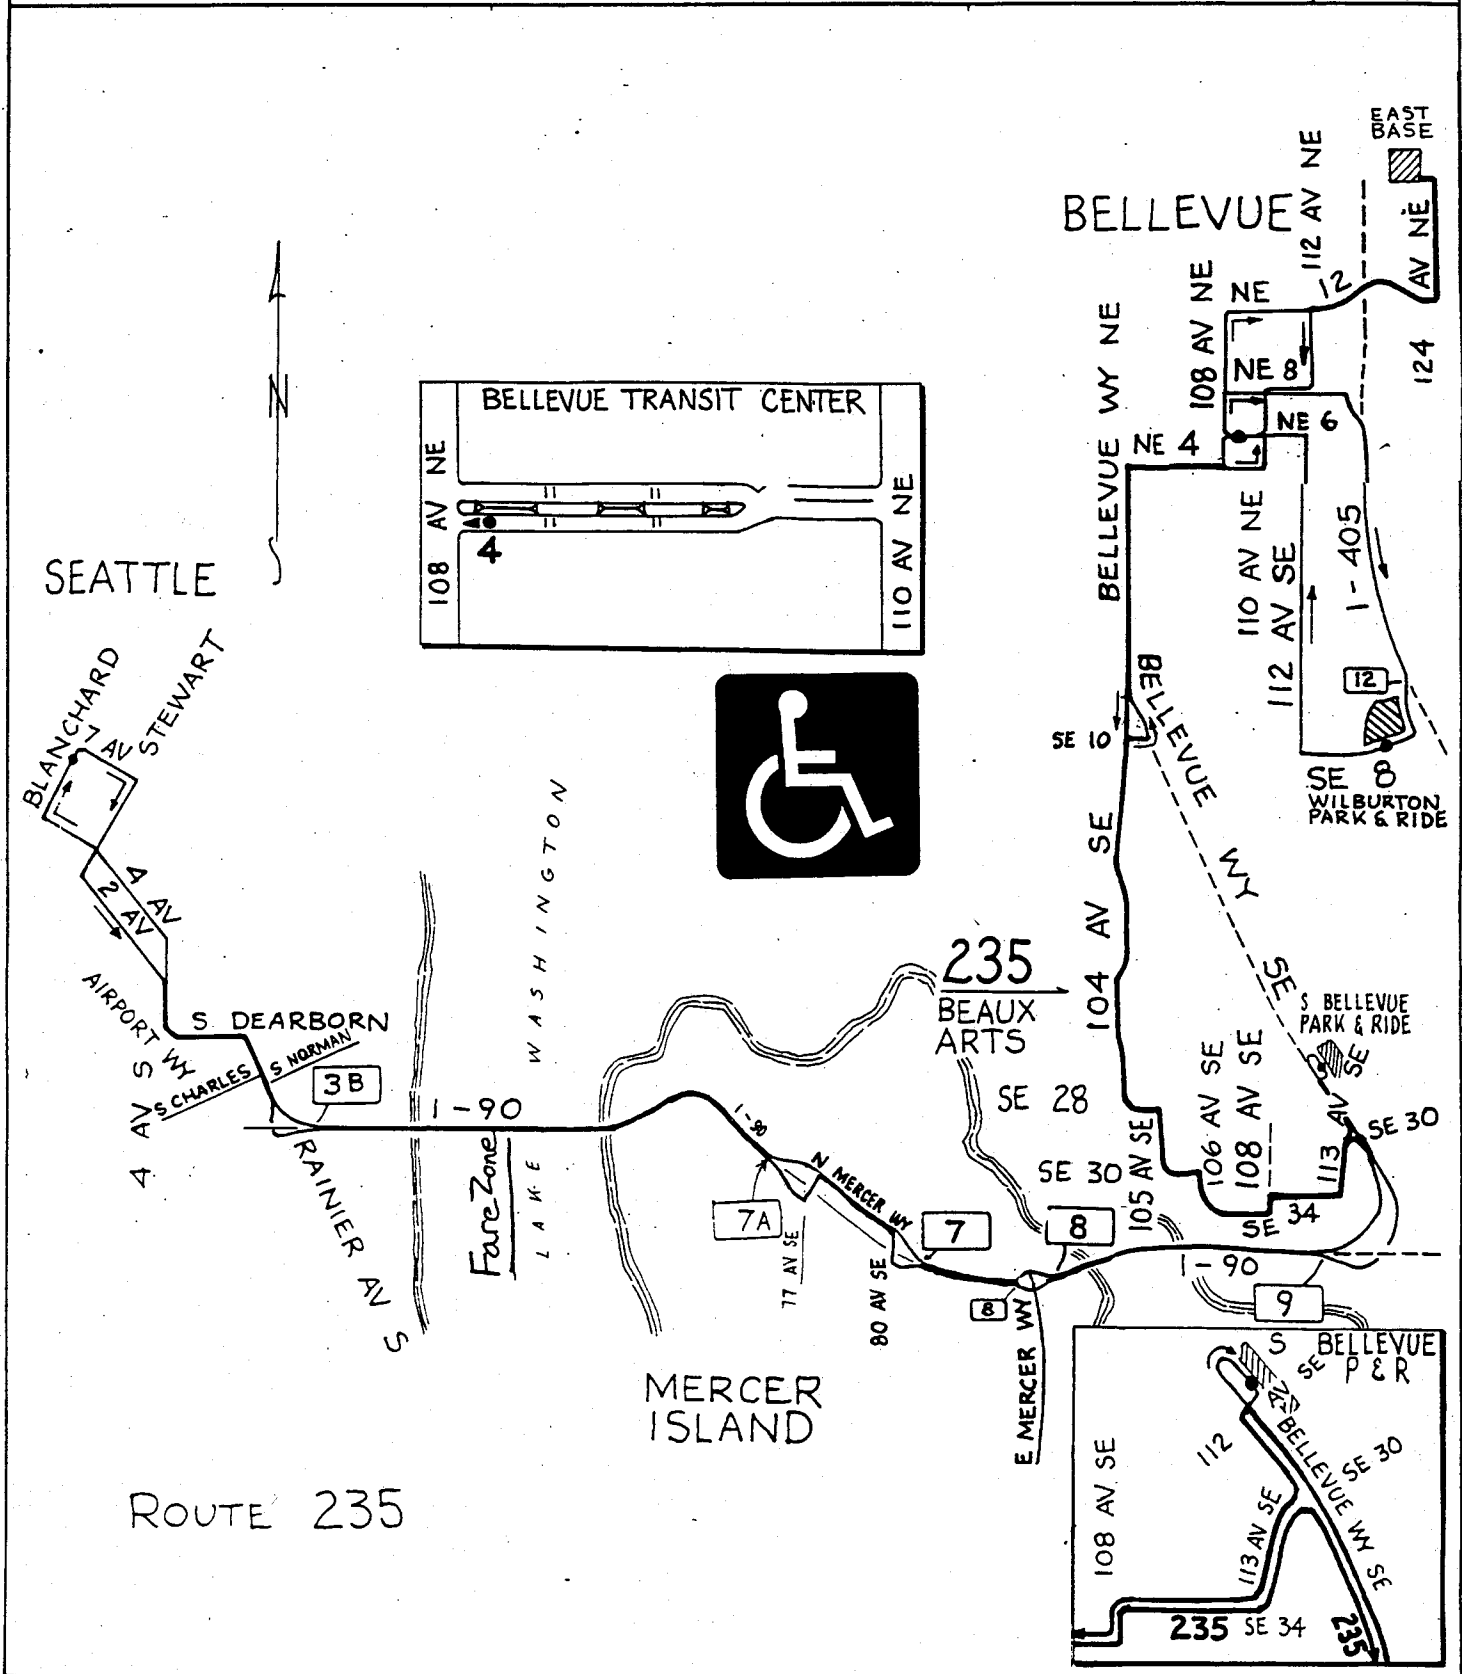 EAST
BASE
BELLEVUE
112 AV NE
124 AV NE
NE 12
108 AV NE
NE 8
NE 6
NE 4
BELLEVUE WY NE
110 AV NE
112 AV SE
I-405
12
SE 8
WILBURTON
PARK & RIDE
SE 10
BELLEVUE WY SE
N
BELLEVUE TRANSIT CENTER
108 AV NE
4
110 AV NE
SEATTLE
BLANCHARD
7 AV
STEWART
4 AV
2 AV
AIRPORT WY
S DEARBORN
S NORMAN
S CHARLES
4 AV S
3B
I-90
RAINIER AV S
Fare Zone
LAKE WASHINGTON
235
BEAUX
ARTS
104 AV SE
S BELLEVUE
PARK & RIDE
SE 28
SE 30
105 AV SE
106 AV SE
108 AV SE
113 AV SE
SE 30
SE 34
I-90
N MERCER WY
7A
77 AV SE
80 AV SE
7
8
8
E MERCER WY
I-90
9
MERCER
ISLAND
ROUTE 235
S BELLEVUE
P & R
112 AV SE
BELLEVUE WY SE
SE 30
108 AV SE
113 AV SE
235 SE 34
235